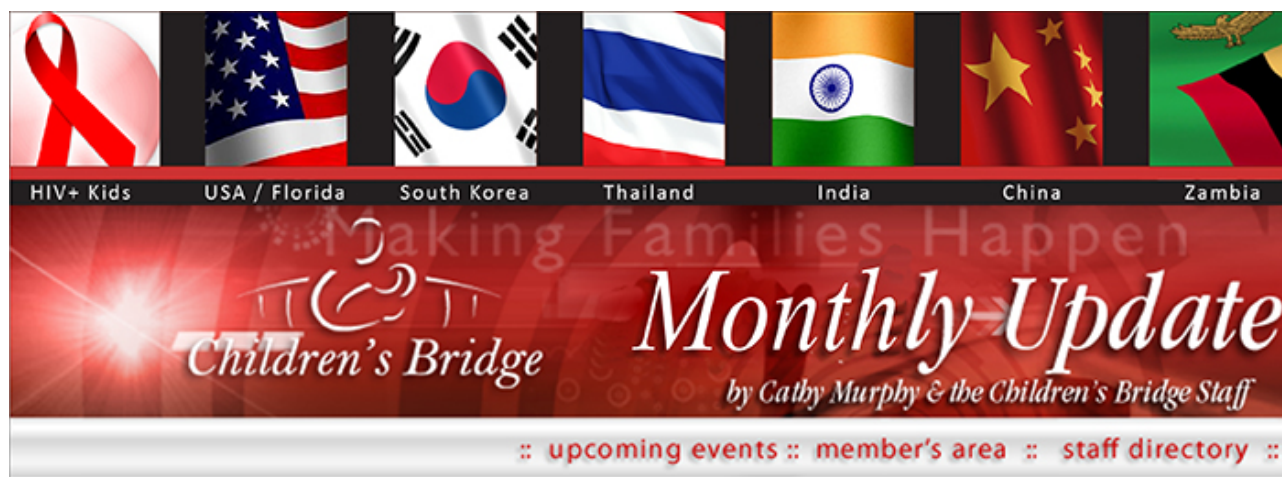 HIV+ Kids USA / Florida South Korea Thailand India China Zambia
Making Families Happen
Monthly Update
Children's Bridge
by Cathy Murphy & the Children's Bridge Staff
:: upcoming events :: member's area :: staff directory ::